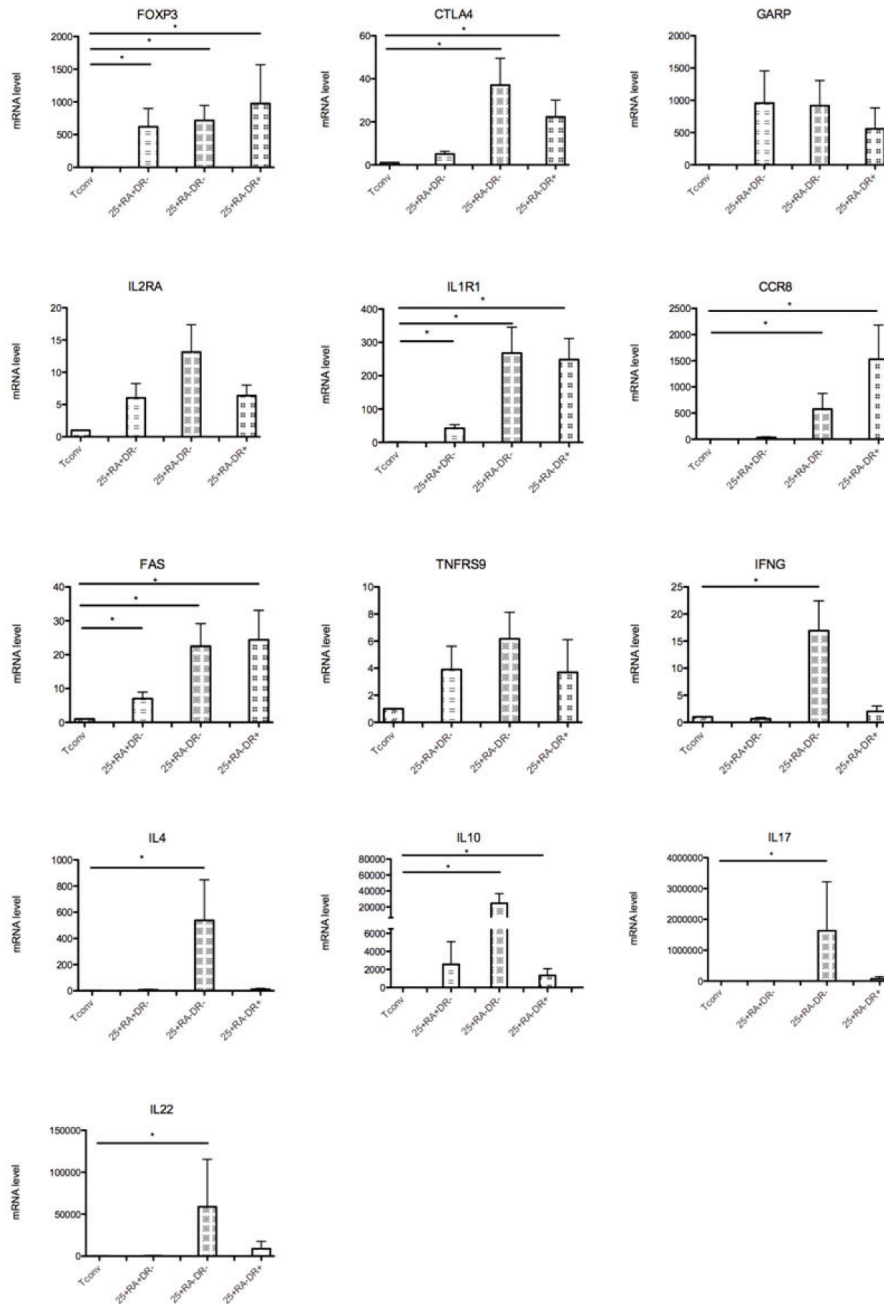 FOXP3
CTLA4
GARP
mRNA level
2000
1500
1000
500
0
*
*
*
Tconv
25+RA+DR-
25+RA-DR-
25+RA-DR+
mRNA level
60
40
20
0
*
*
Tconv
25+RA+DR-
25+RA-DR-
25+RA-DR+
mRNA level
2000
1500
1000
500
0
Tconv
25+RA+DR-
25+RA-DR-
25+RA-DR+
IL2RA
IL1R1
CCR8
mRNA level
20
15
10
5
0
Tconv
25+RA+DR-
25+RA-DR-
25+RA-DR+
mRNA level
400
300
200
100
0
*
*
*
Tconv
25+RA+DR-
25+RA-DR-
25+RA-DR+
mRNA level
2500
2000
1500
1000
500
0
*
*
Tconv
25+RA+DR-
25+RA-DR-
25+RA-DR+
FAS
TNFRS9
IFNG
mRNA level
40
30
20
10
0
*
*
*
Tconv
25+RA+DR-
25+RA-DR-
25+RA-DR+
mRNA level
10
8
6
4
2
0
Tconv
25+RA+DR-
25+RA-DR-
25+RA-DR+
mRNA level
25
20
15
10
5
0
*
Tconv
25+RA+DR-
25+RA-DR-
25+RA-DR+
IL4
IL10
IL17
mRNA level
1000
800
600
400
200
0
*
Tconv
25+RA+DR-
25+RA-DR-
25+RA-DR+
mRNA level
80000
60000
40000
20000
6000
4000
2000
0
*
*
Tconv
25+RA+DR-
25+RA-DR-
25+RA-DR+
mRNA level
4000000
3000000
2000000
1000000
0
*
Tconv
25+RA+DR-
25+RA-DR-
25+RA-DR+
IL22
mRNA level
150000
100000
50000
0
*
Tconv
25+RA+DR-
25+RA-DR-
25+RA-DR+